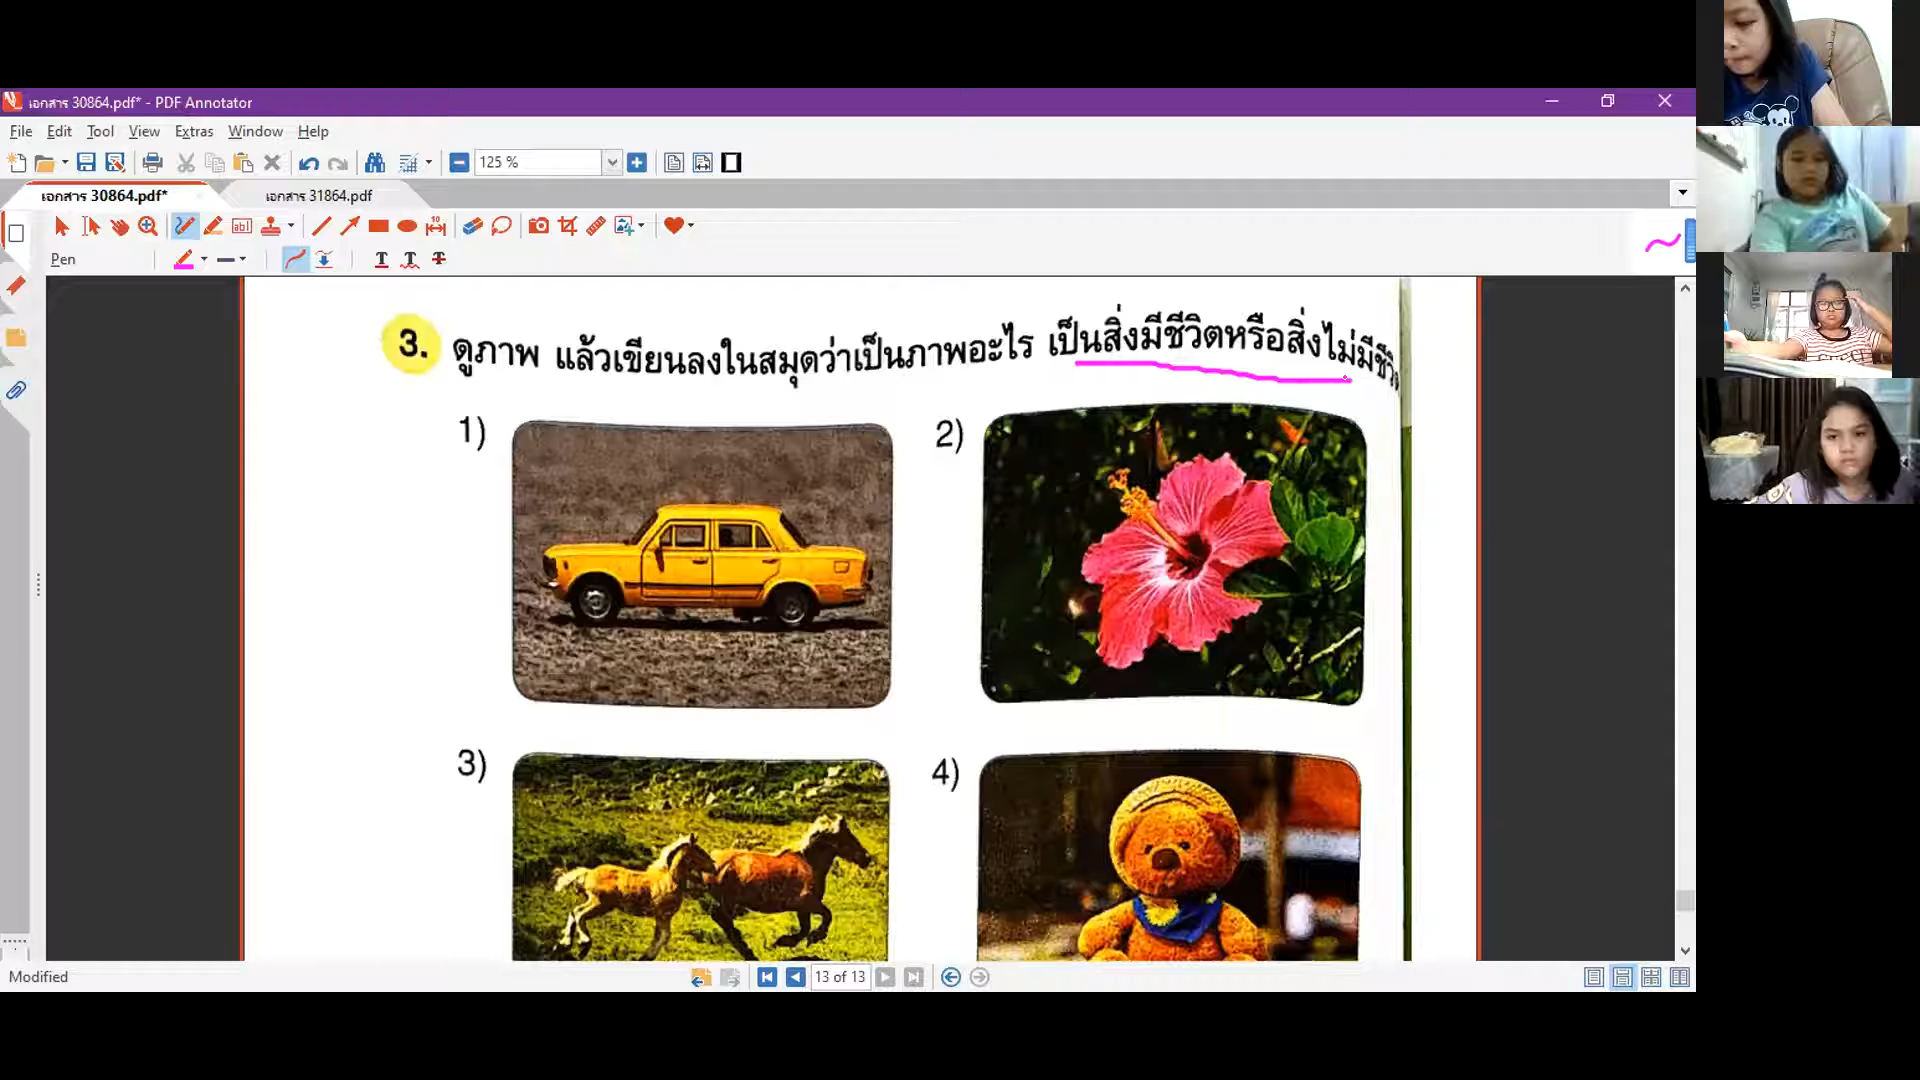 เอกสาร 30864.pdf* - PDF Annotator
File Edit Tool View Extras Window Help
125 %
เอกสาร 30864.pdf* เอกสาร 31864.pdf
Pen
3. ดูภาพ แล้วเขียนลงในสมุดว่าเป็นภาพอะไร เป็นสิ่งมีชีวิตหรือสิ่งไม่มีชีวิ
1) 2)
3) 4)
Modified 13 of 13